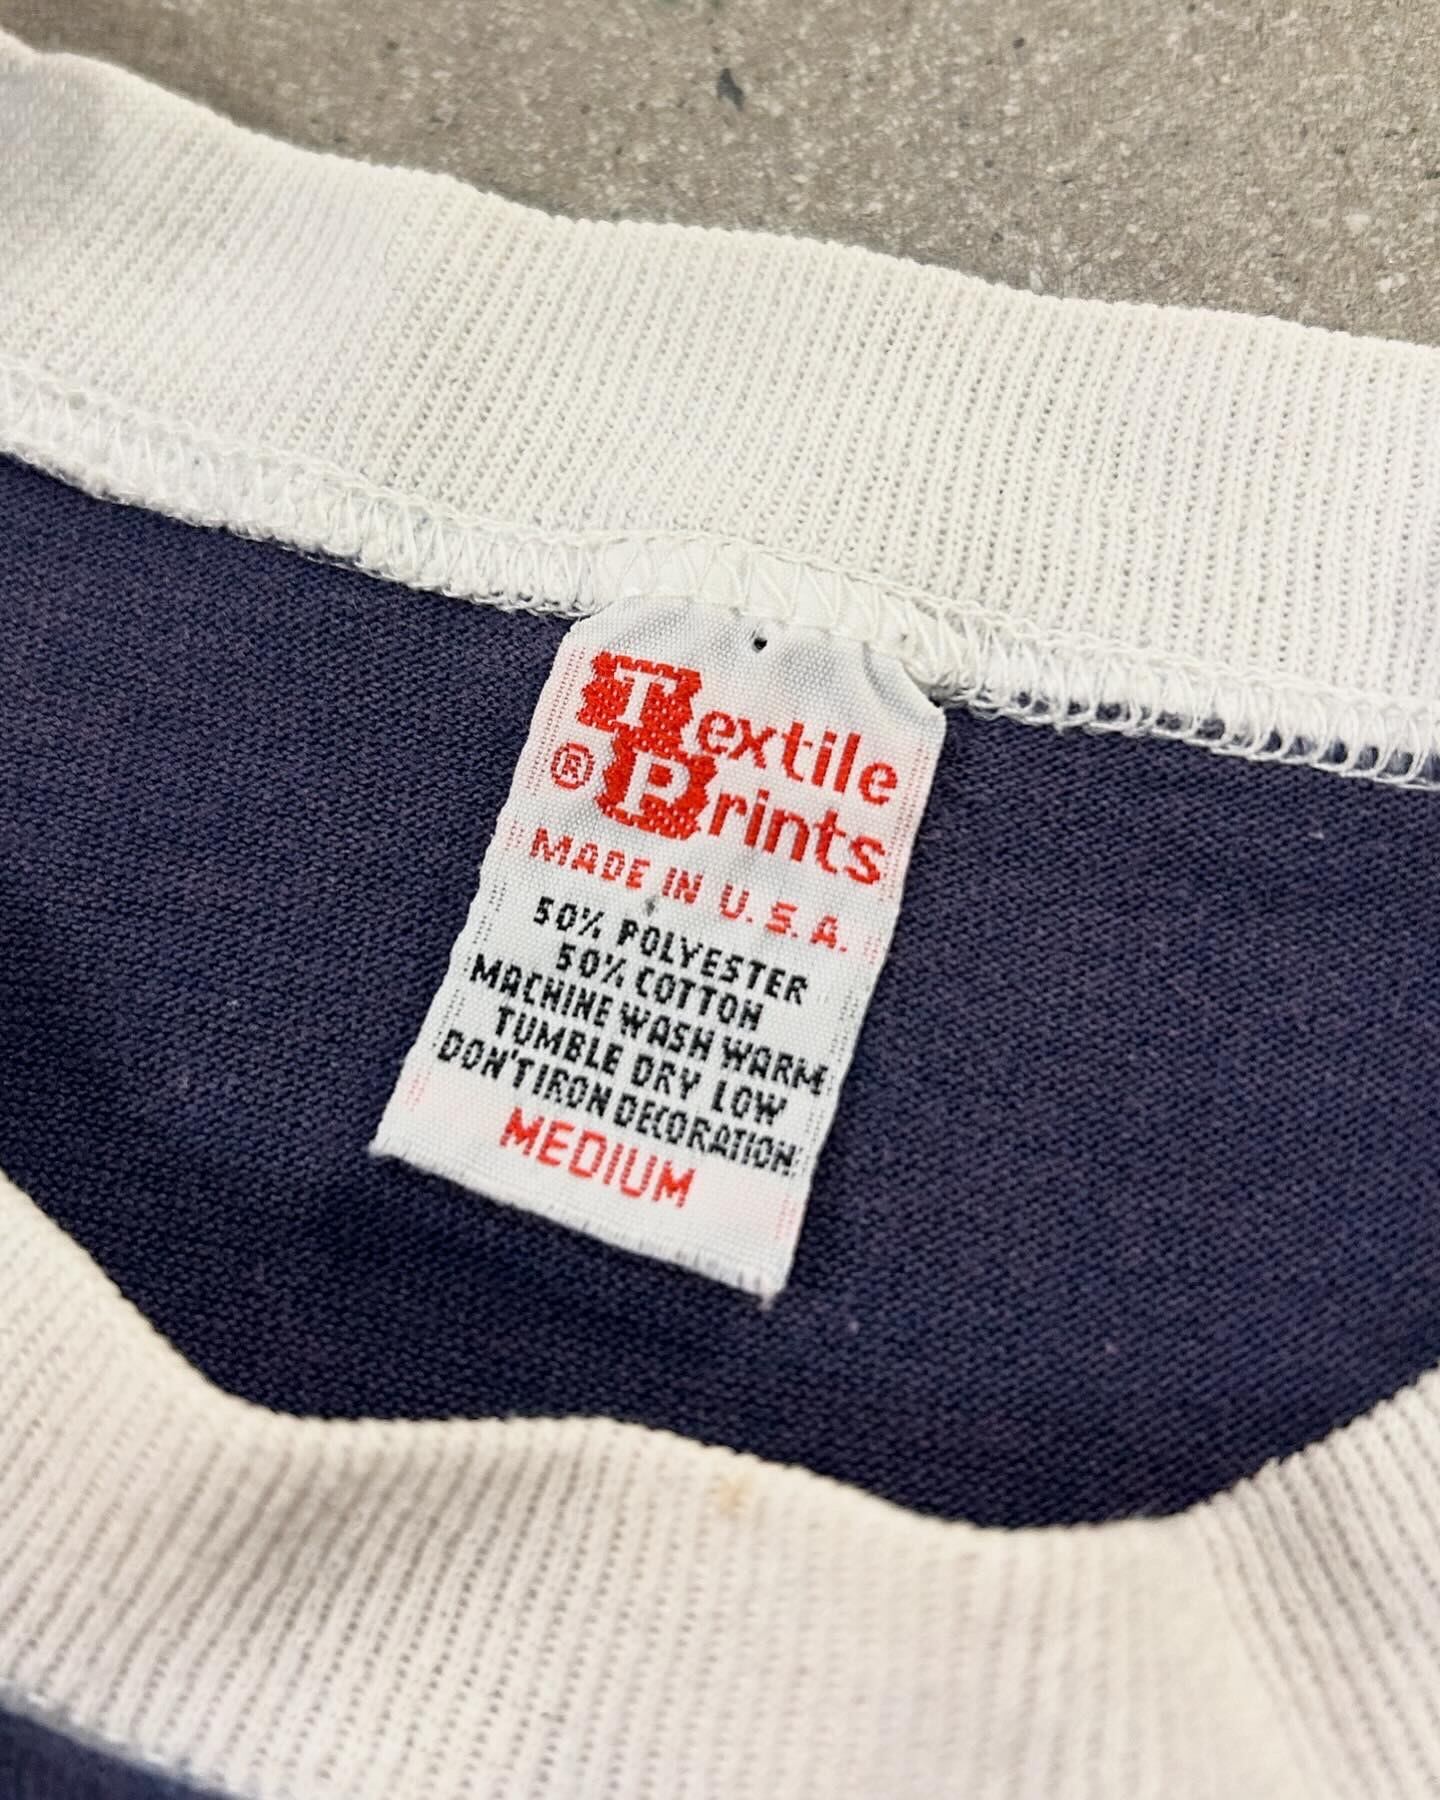 Textile
® Prints
MADE IN U.S.A.
50% POLYESTER
50% COTTON
MACHINE WASH WARM
TUMBLE DRY LOW
DON'T IRON DECORATION
MEDIUM